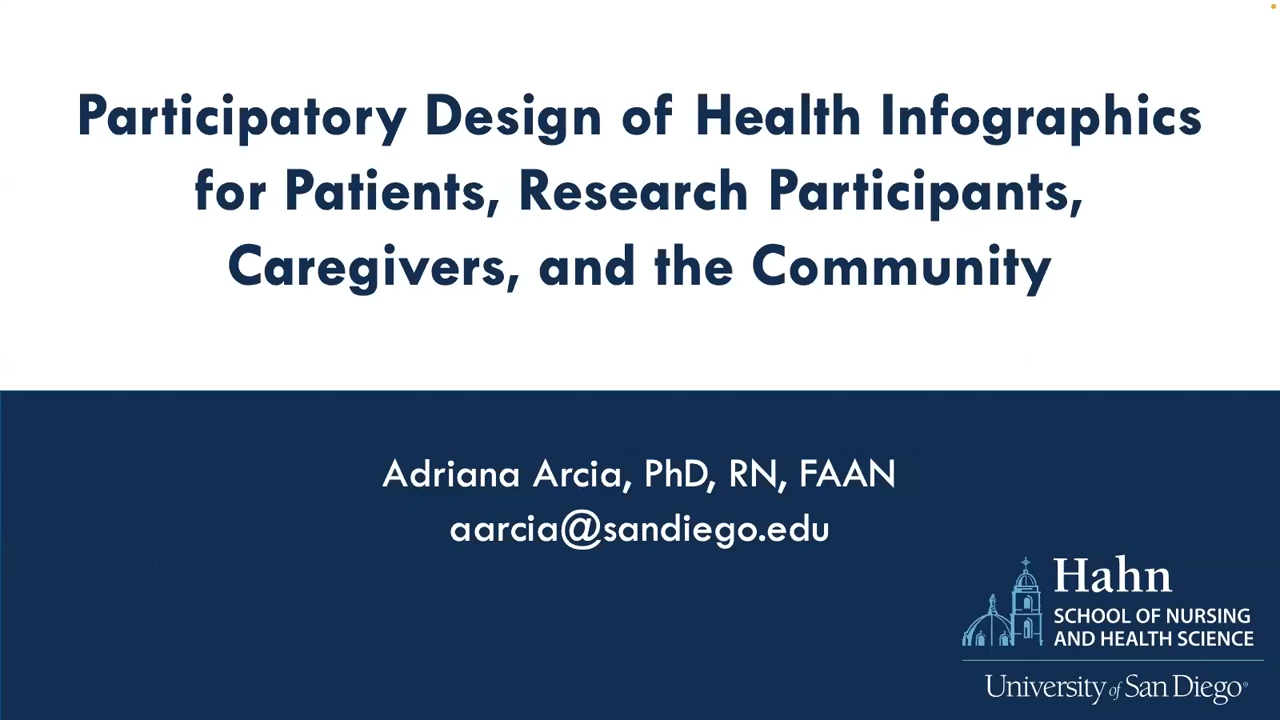 Participatory Design of Health Infographics
for Patients, Research Participants,
Caregivers, and the Community
Adriana Arcia, PhD, RN, FAAN
aarcia@sandiego.edu
Hahn
SCHOOL OF NURSING
AND HEALTH SCIENCE
University of San Diego®